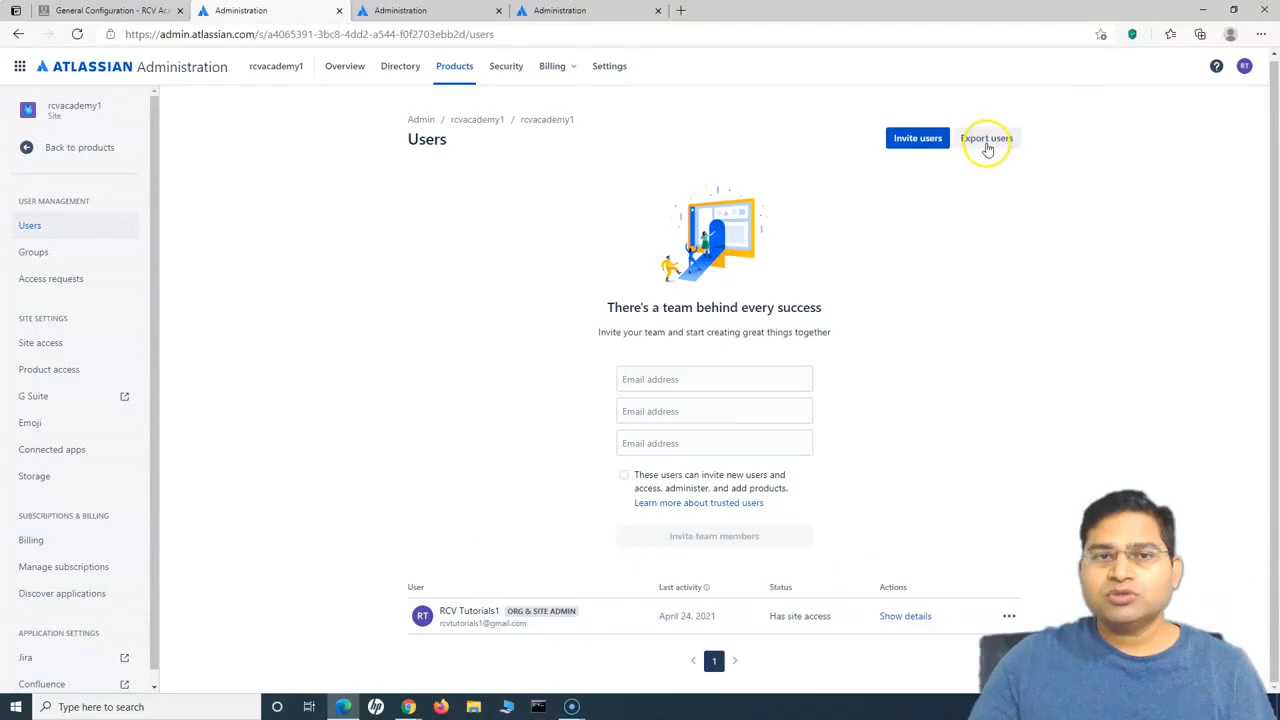 General Configuration - RCV Aca
Administration
Administration
Administration
https://admin.atlassian.com/s/a4065391-3bc8-4dd2-a544-f0f2703ebb2d/users
ATLASSIAN Administration
rcvacademy1
Overview
Directory
Products
Security
Billing
Settings
RT
rcvacademy1
Site
Back to products
USER MANAGEMENT
Users
Groups
Access requests
SITE SETTINGS
Site access
Product access
G Suite
Emoji
Connected apps
Storage
SUBSCRIPTIONS & BILLING
Billing
Manage subscriptions
Discover applications
APPLICATION SETTINGS
Jira
Confluence
Admin / rcvacademy1 / rcvacademy1
Users
Invite users
Export users
There's a team behind every success
Invite your team and start creating great things together
Email address
Email address
Email address
These users can invite new users and
access, administer, and add products.
Learn more about trusted users
Invite team members
User
Last activity
Status
Actions
RT
RCV Tutorials1 ORG & SITE ADMIN
rcvtutorials1@gmail.com
April 24, 2021
Has site access
Show details
1
Type here to search